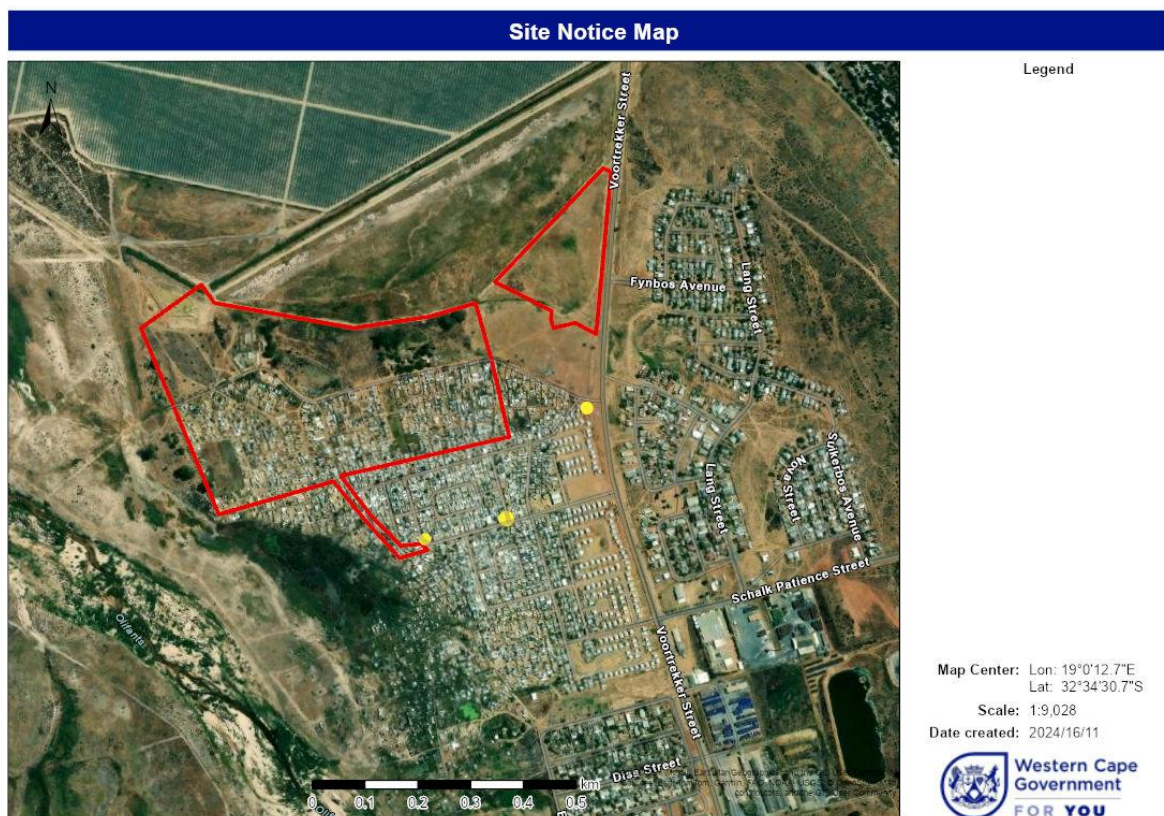 Site Notice Map
Legend
N
Voortrekker Street
Fynbos Avenue
Lang Street
Suikerbos Avenue
Nova Street
Lang Street
Schalk Patience Street
Olifants
Voortrekker Street
Disa Street
km
0 0.1 0.2 0.3 0.4 0.5
Map Center: Lon: 19°0'12.7"E
Lat: 32°34'30.7"S
Scale: 1:9,028
Date created: 2024/16/11
Western Cape
Government
FOR YOU